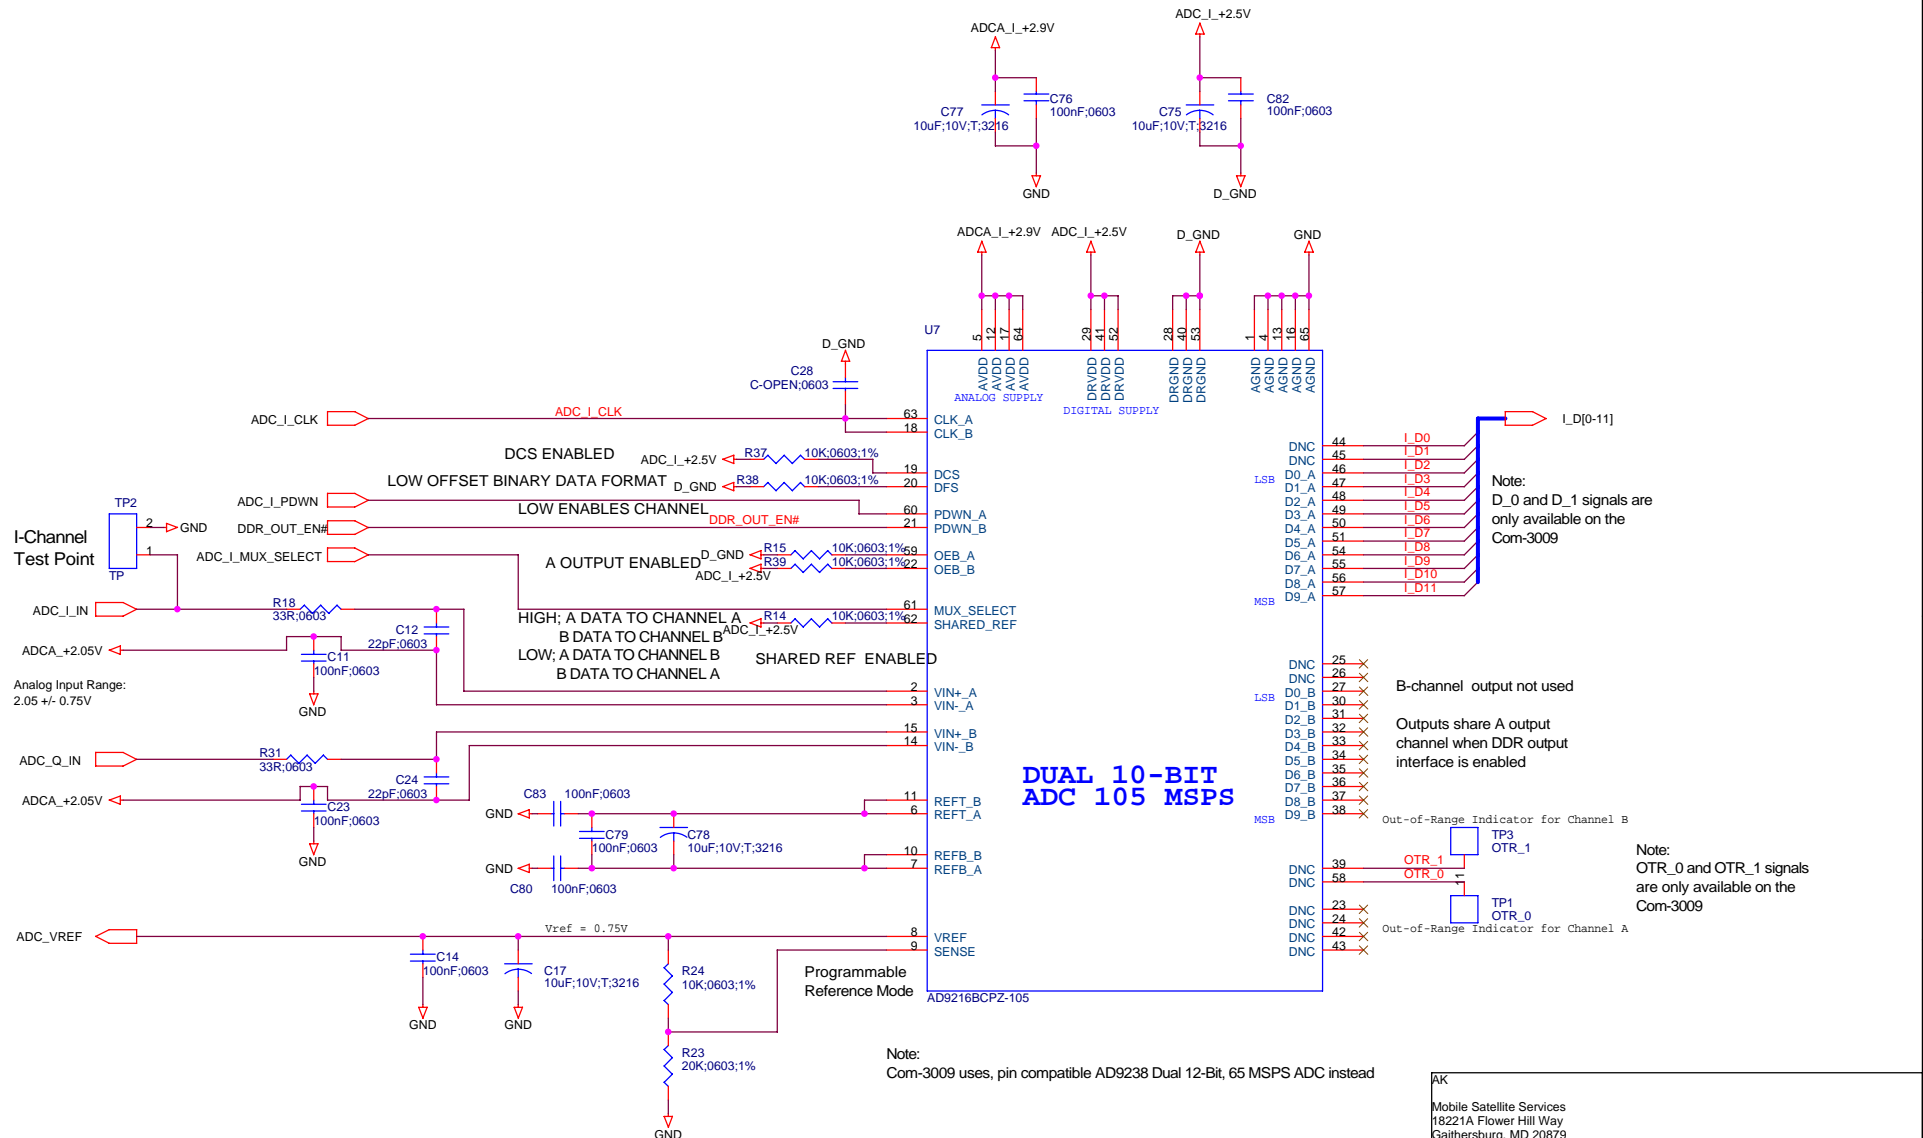 ADCA_I_+2.9V
ADC_I_+2.5V
C77
10uF;10V;T;3216
C76
100nF;0603
C75
10uF;10V;T;3216
C82
100nF;0603
GND
D_GND
ADCA_I_+2.9V
ADC_I_+2.5V
D_GND
GND
U7
5
12
17
64
29
41
52
28
40
53
1
4
13
16
65
AVDD
AVDD
AVDD
AVDD
DRVDD
DRVDD
DRVDD
DRGND
DRGND
DRGND
AGND
AGND
AGND
AGND
AGND
ANALOG SUPPLY
DIGITAL SUPPLY
D_GND
C28
C-OPEN;0603
ADC_I_CLK
ADC_I_CLK
63
CLK_A
18
CLK_B
DCS ENABLED
ADC_I_+2.5V
R37
10K;0603;1%
19
DCS
LOW OFFSET BINARY DATA FORMAT
D_GND
R38
10K;0603;1%
20
DFS
ADC_I_PDWN
LOW ENABLES CHANNEL
60
PDWN_A
DDR_OUT_EN#
DDR_OUT_EN#
21
PDWN_B
ADC_I_MUX_SELECT
A OUTPUT ENABLED
D_GND
R15
10K;0603;1%
59
OEB_A
ADC_I_+2.5V
R39
10K;0603;1%
22
OEB_B
TP2
2
GND
1
TP
I-Channel
Test Point
ADC_I_IN
R18
33R;0603
C12
22pF;0603
ADCA_+2.05V
C11
100nF;0603
GND
Analog Input Range:
2.05 +/- 0.75V
61
MUX_SELECT
HIGH; A DATA TO CHANNEL A
B DATA TO CHANNEL B
LOW; A DATA TO CHANNEL B
B DATA TO CHANNEL A
ADC_I_+2.5V
R14
10K;0603;1%
62
SHARED_REF
SHARED REF ENABLED
2
VIN+_A
3
VIN-_A
15
VIN+_B
14
VIN-_B
ADC_Q_IN
R31
33R;0603
C24
22pF;0603
ADCA_+2.05V
C23
100nF;0603
GND
C83
100nF;0603
GND
11
REFT_B
6
REFT_A
C79
100nF;0603
C78
10uF;10V;T;3216
10
REFB_B
7
REFB_A
GND
C80
100nF;0603
ADC_VREF
Vref = 0.75V
8
VREF
9
SENSE
C14
100nF;0603
GND
C17
10uF;10V;T;3216
GND
R24
10K;0603;1%
R23
20K;0603;1%
GND
Programmable
Reference Mode
AD9216BCPZ-105
DUAL 10-BIT
ADC 105 MSPS
DNC 44 I_D0
DNC 45 I_D1
LSB D0_A 46 I_D2
D1_A 47 I_D3
D2_A 48 I_D4
D3_A 49 I_D5
D4_A 50 I_D6
D5_A 51 I_D7
D6_A 54 I_D8
D7_A 55 I_D9
D8_A 56 I_D10
MSB D9_A 57 I_D11
I_D[0-11]
Note:
D_0 and D_1 signals are
only available on the
Com-3009
DNC 25
DNC 26
LSB D0_B 27
D1_B 30
D2_B 31
D3_B 32
D4_B 33
D5_B 34
D6_B 35
D7_B 36
D8_B 37
MSB D9_B 38
B-channel output not used
Outputs share A output
channel when DDR output
interface is enabled
Out-of-Range Indicator for Channel B
TP3
OTR_1
DNC 39 OTR_1
DNC 58 OTR_0
1
1
TP1
OTR_0
DNC 23
DNC 24
DNC 42
DNC 43
Out-of-Range Indicator for Channel A
Note:
OTR_0 and OTR_1 signals
are only available on the
Com-3009
Note:
Com-3009 uses, pin compatible AD9238 Dual 12-Bit, 65 MSPS ADC instead
AK
Mobile Satellite Services
18221A Flower Hill Way
Gaithersburg, MD 20879